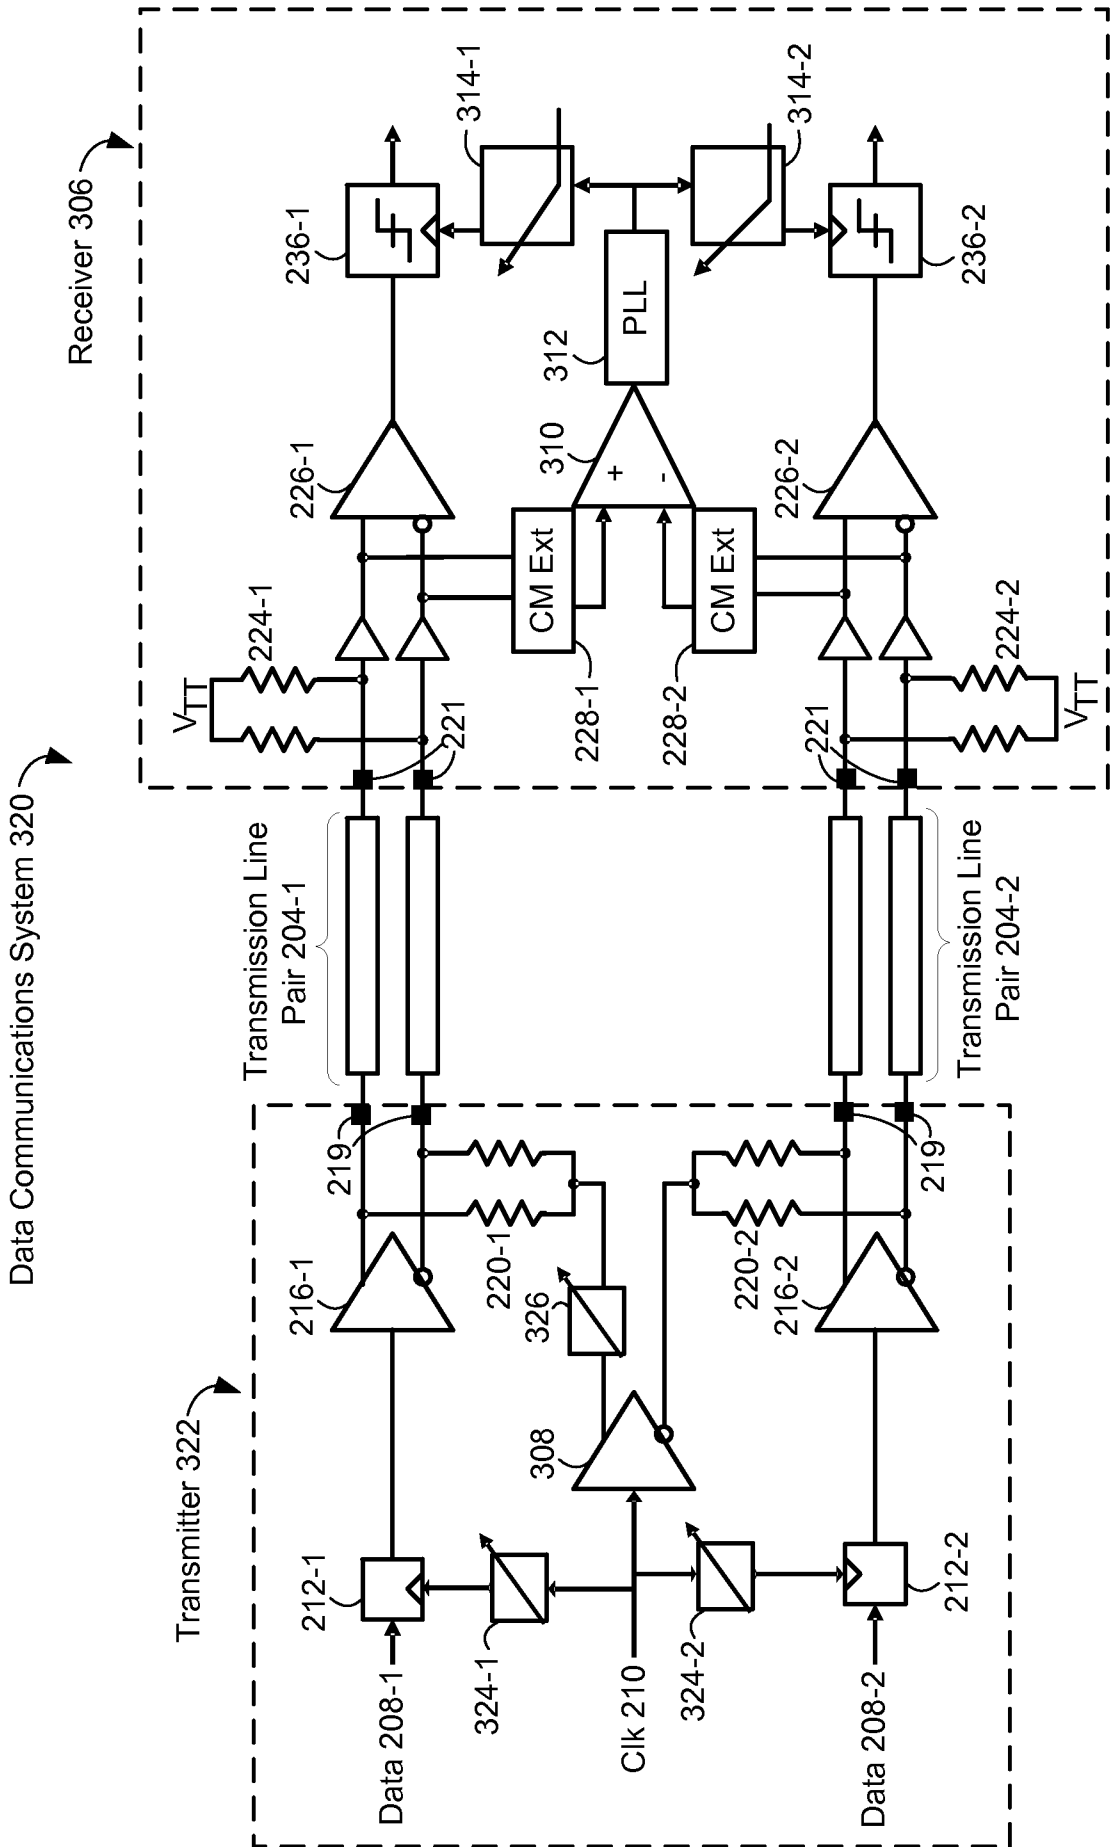 Data Communications System 320
Transmitter 322
Receiver 306
Data 208-1
212-1
216-1
219
Transmission Line
Pair 204-1
221
V
TT
224-1
226-1
236-1
324-1
220-1
326
308
Clk 210
324-2
228-1
CM Ext
310
+
-
312
PLL
314-1
228-2
CM Ext
314-2
220-2
Data 208-2
212-2
216-2
219
Transmission Line
Pair 204-2
221
V
TT
224-2
226-2
236-2